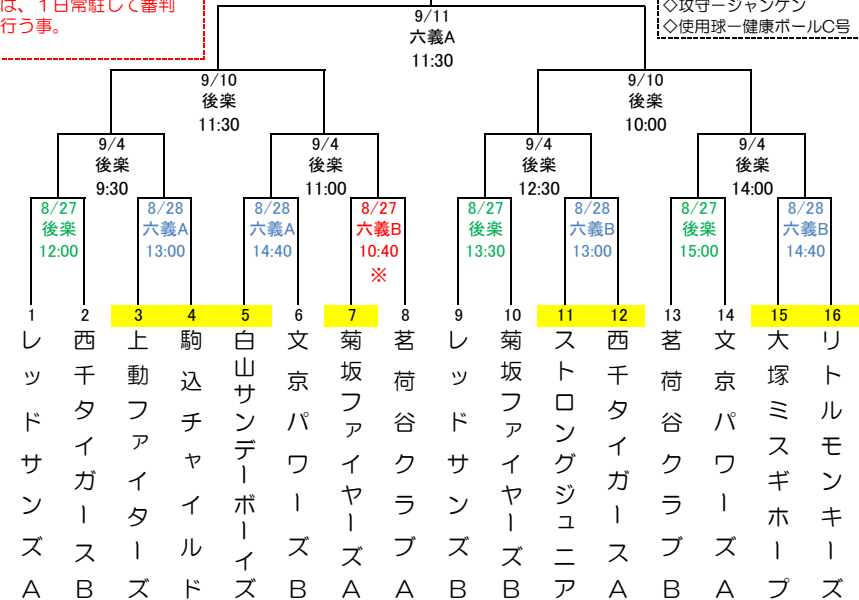 は、１日常駐して審判
行う事。
◇攻守ージャンケン
◇使用球ー健康ボールC号
9/11
六義A
11:30
9/10
後楽
11:30
9/10
後楽
10:00
9/4
後楽
9:30
9/4
後楽
11:00
9/4
後楽
12:30
9/4
後楽
14:00
8/27
後楽
12:00
8/28
六義A
13:00
8/28
六義A
14:40
8/27
六義B
10:40
※
8/27
後楽
13:30
8/28
六義B
13:00
8/27
後楽
15:00
8/28
六義B
14:40
1
レッドサンズA
2
西千タイガースB
3
上動ファイターズ
4
駒込チャイルド
5
白山サンデーボーイズ
6
文京パワーズB
7
菊坂ファイヤーズA
8
茗荷谷クラブA
9
レッドサンズB
10
菊坂ファイヤーズB
11
ストロングジュニア
12
西千タイガースA
13
茗荷谷クラブB
14
文京パワーズA
15
大塚ミスギホープ
16
リトルモンキーズ